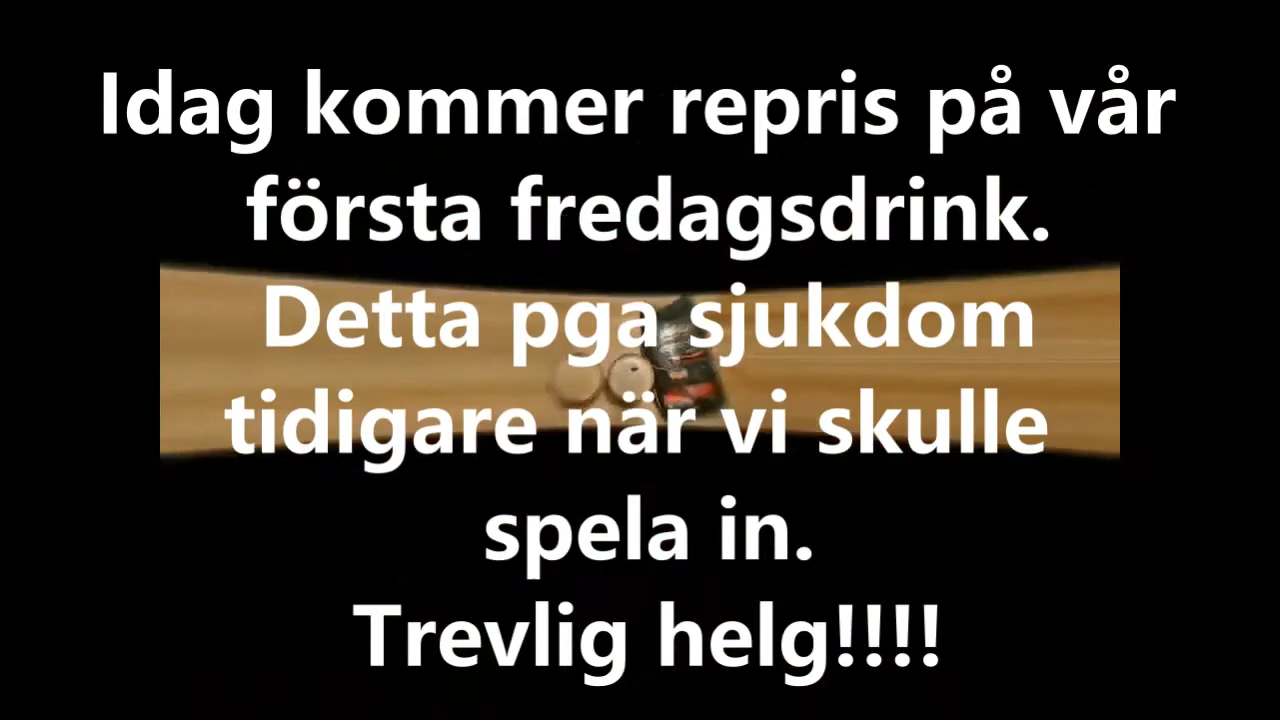 Idag kommer repris på vår
första fredagsdrink.
Detta pga sjukdom
tidigare när vi skulle
spela in.
Trevlig helg!!!!